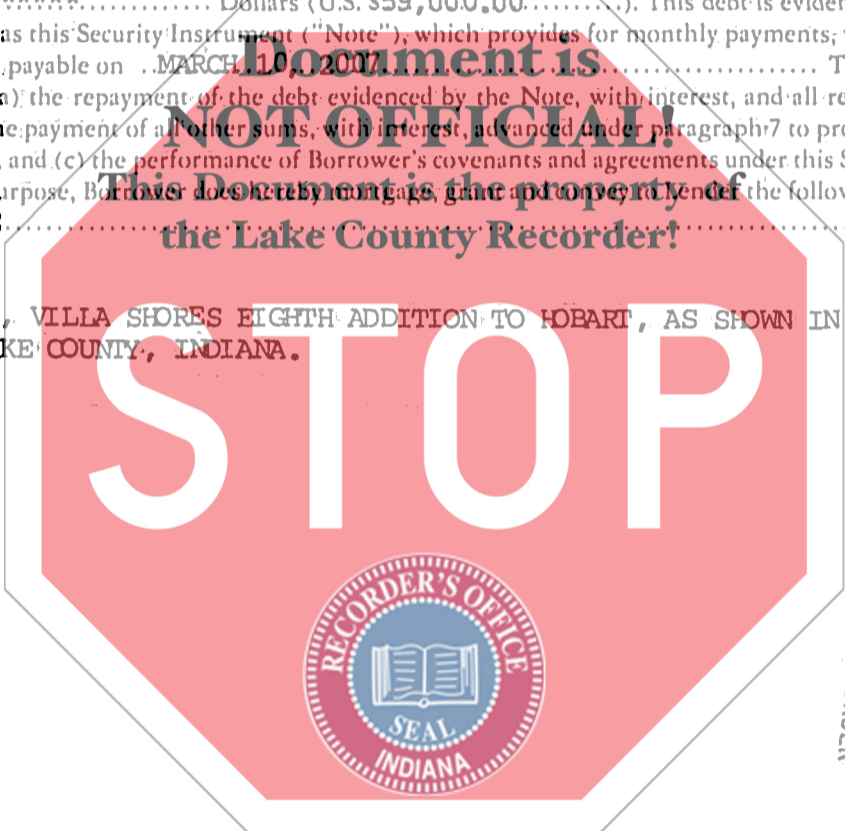 Dollars (U.S. $59,000.00.........). This debt is eviden
as this Security Instrument ("Note"), which provides for monthly payments,
payable on ..MARCH 10, 2007
the repayment of the debt evidenced by the Note, with interest, and all re
payment of all other sums, with interest, advanced under paragraph 7 to pro
and (c) the performance of Borrower's covenants and agreements under this S
urpose, Borrower does hereby mortgage, grant and convey to Lender the follow
Document is
NOT OFFICIAL!
This Document is the property of
the Lake County Recorder!
, VILLA SHORES EIGHTH ADDITION TO HOBART, AS SHOWN IN
KE COUNTY, INDIANA.
STOP
RECORDER'S OFFICE
SEAL
INDIANA